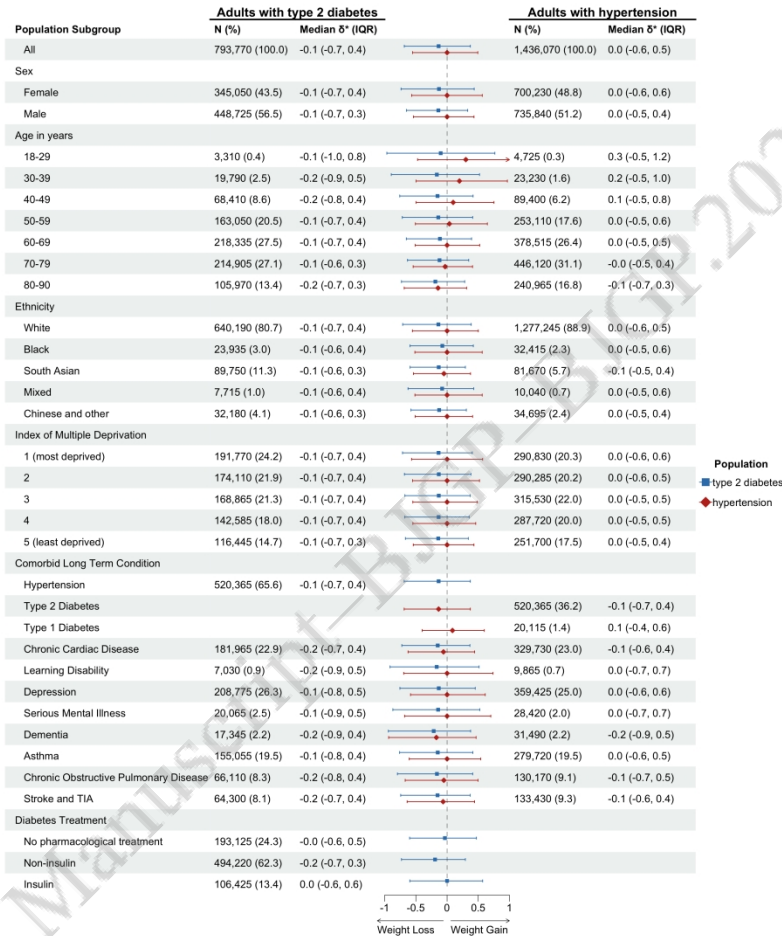 Adults with type 2 diabetes Adults with hypertension
Population Subgroup N (%) Median δ* (IQR) N (%) Median δ* (IQR)
All 793,770 (100.0) -0.1 (-0.7, 0.4) 1,436,070 (100.0) 0.0 (-0.6, 0.5)
Sex
Female 345,050 (43.5) -0.1 (-0.7, 0.4) 700,230 (48.8) 0.0 (-0.6, 0.6)
Male 448,725 (56.5) -0.1 (-0.7, 0.3) 735,840 (51.2) 0.0 (-0.5, 0.4)
Age in years
18-29 3,310 (0.4) -0.1 (-1.0, 0.8) 4,725 (0.3) 0.3 (-0.5, 1.2)
30-39 19,790 (2.5) -0.2 (-0.9, 0.5) 23,230 (1.6) 0.2 (-0.5, 1.0)
40-49 68,410 (8.6) -0.2 (-0.8, 0.4) 89,400 (6.2) 0.1 (-0.5, 0.8)
50-59 163,050 (20.5) -0.1 (-0.7, 0.4) 253,110 (17.6) 0.0 (-0.5, 0.6)
60-69 218,335 (27.5) -0.1 (-0.7, 0.4) 378,515 (26.4) 0.0 (-0.5, 0.5)
70-79 214,905 (27.1) -0.1 (-0.6, 0.3) 446,120 (31.1) -0.0 (-0.5, 0.4)
80-90 105,970 (13.4) -0.2 (-0.7, 0.3) 240,965 (16.8) -0.1 (-0.7, 0.3)
Ethnicity
White 640,190 (80.7) -0.1 (-0.7, 0.4) 1,277,245 (88.9) 0.0 (-0.6, 0.5)
Black 23,935 (3.0) -0.1 (-0.6, 0.4) 32,415 (2.3) 0.0 (-0.5, 0.6)
South Asian 89,750 (11.3) -0.1 (-0.6, 0.3) 81,670 (5.7) -0.1 (-0.5, 0.4)
Mixed 7,715 (1.0) -0.1 (-0.6, 0.4) 10,040 (0.7) 0.0 (-0.5, 0.6)
Chinese and other 32,180 (4.1) -0.1 (-0.6, 0.3) 34,695 (2.4) 0.0 (-0.5, 0.4)
Index of Multiple Deprivation
1 (most deprived) 191,770 (24.2) -0.1 (-0.7, 0.4) 290,830 (20.3) 0.0 (-0.6, 0.6)
2 174,110 (21.9) -0.1 (-0.7, 0.4) 290,285 (20.2) 0.0 (-0.6, 0.5)
3 168,865 (21.3) -0.1 (-0.7, 0.4) 315,530 (22.0) 0.0 (-0.5, 0.5)
4 142,585 (18.0) -0.1 (-0.7, 0.4) 287,720 (20.0) 0.0 (-0.5, 0.5)
5 (least deprived) 116,445 (14.7) -0.1 (-0.7, 0.3) 251,700 (17.5) 0.0 (-0.5, 0.4)
Comorbid Long Term Condition
Hypertension 520,365 (65.6) -0.1 (-0.7, 0.4)
Type 2 Diabetes 520,365 (36.2) -0.1 (-0.7, 0.4)
Type 1 Diabetes 20,115 (1.4) 0.1 (-0.4, 0.6)
Chronic Cardiac Disease 181,965 (22.9) -0.2 (-0.7, 0.4) 329,730 (23.0) -0.1 (-0.6, 0.4)
Learning Disability 7,030 (0.9) -0.2 (-0.9, 0.5) 9,865 (0.7) 0.0 (-0.7, 0.7)
Depression 208,775 (26.3) -0.1 (-0.8, 0.5) 359,425 (25.0) 0.0 (-0.6, 0.6)
Serious Mental Illness 20,065 (2.5) -0.1 (-0.9, 0.5) 28,420 (2.0) 0.0 (-0.7, 0.7)
Dementia 17,345 (2.2) -0.2 (-0.9, 0.4) 31,490 (2.2) -0.2 (-0.9, 0.5)
Asthma 155,055 (19.5) -0.1 (-0.8, 0.4) 279,720 (19.5) 0.0 (-0.6, 0.5)
Chronic Obstructive Pulmonary Disease 66,110 (8.3) -0.2 (-0.8, 0.4) 130,170 (9.1) -0.1 (-0.7, 0.5)
Stroke and TIA 64,300 (8.1) -0.2 (-0.7, 0.4) 133,430 (9.3) -0.1 (-0.6, 0.4)
Diabetes Treatment
No pharmacological treatment 193,125 (24.3) -0.0 (-0.6, 0.5)
Non-insulin 494,220 (62.3) -0.2 (-0.7, 0.3)
Insulin 106,425 (13.4) 0.0 (-0.6, 0.6)
-1 -0.5 0 0.5 1
Weight Loss Weight Gain
Population
type 2 diabetes
hypertension
Manuscript–BJGP–BJGP.202